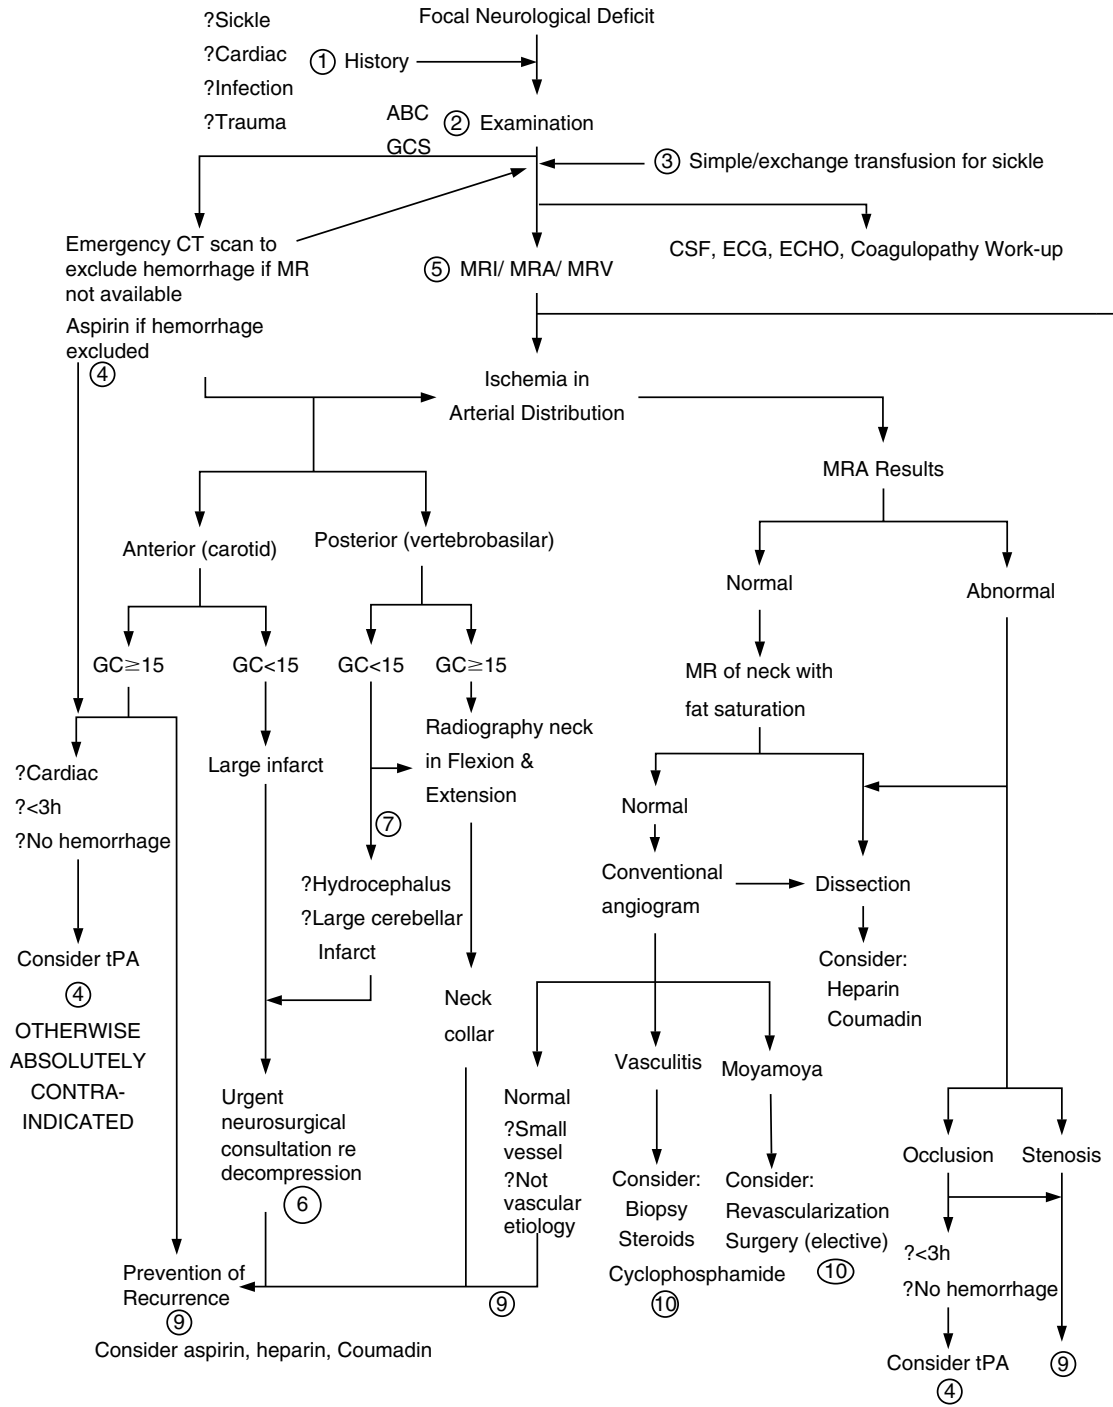 Focal Neurological Deficit
?Sickle
?Cardiac
?Infection
?Trauma
① History
ABC
GCS
② Examination
③ Simple/exchange transfusion for sickle
Emergency CT scan to
exclude hemorrhage if MR
not available
Aspirin if hemorrhage
excluded
④
CSF, ECG, ECHO, Coagulopathy Work-up
⑤ MRI/ MRA/ MRV
Ischemia in
Arterial Distribution
MRA Results
Anterior (carotid)
Posterior (vertebrobasilar)
Normal
Abnormal
GC≥15
GC<15
GC<15
GC≥15
MR of neck with
fat saturation
Radiography neck
in Flexion &
Extension
Large infarct
?Cardiac
?<3h
?No hemorrhage
⑦
Normal
?Hydrocephalus
?Large cerebellar
Infarct
Conventional
angiogram
Dissection
Consider tPA
④
OTHERWISE
ABSOLUTELY
CONTRA-
INDICATED
Neck
collar
Consider:
Heparin
Coumadin
Urgent
neurosurgical
consultation re
decompression
⑥
Normal
?Small
vessel
?Not
vascular
etiology
Vasculitis
Moyamoya
Consider:
Biopsy
Steroids
Cyclophosphamide
⑩
Consider:
Revascularization
Surgery (elective)
⑩
Occlusion
Stenosis
?<3h
?No hemorrhage
Prevention of
Recurrence
⑨
⑨
Consider aspirin, heparin, Coumadin
Consider tPA
④
⑨